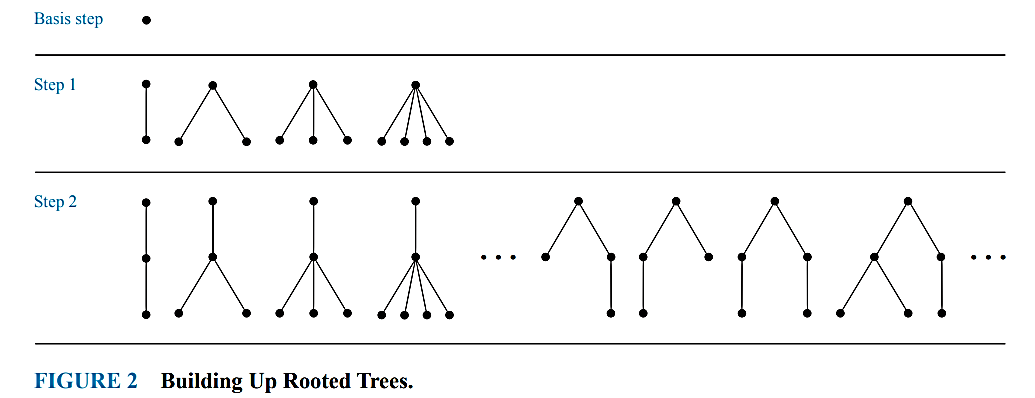 Basis step
Step 1
Step 2
. . .
. . .
FIGURE 2 Building Up Rooted Trees.